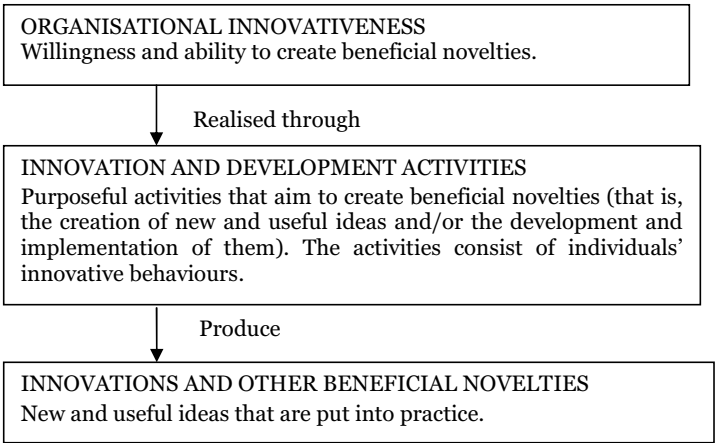 ORGANISATIONAL INNOVATIVENESS
Willingness and ability to create beneficial novelties.
Realised through
INNOVATION AND DEVELOPMENT ACTIVITIES
Purposeful activities that aim to create beneficial novelties (that is,
the creation of new and useful ideas and/or the development and
implementation of them). The activities consist of individuals’
innovative behaviours.
Produce
INNOVATIONS AND OTHER BENEFICIAL NOVELTIES
New and useful ideas that are put into practice.